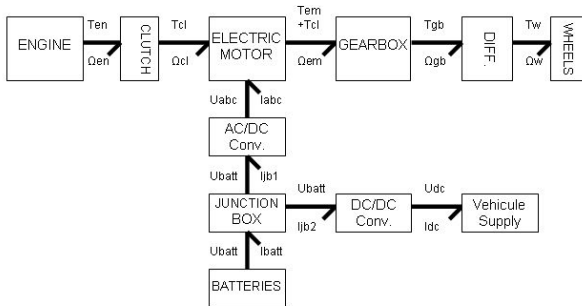 Ten
Tcl
Tem
+Tcl
Tgb
Tw
ENGINE
CLUTCH
ELECTRIC
MOTOR
GEARBOX
DIFF.
WHEELS
Ωen
Ωcl
Ωem
Ωgb
Ωw
Uabc
Iabc
AC/DC
Conv.
Ubatt
Ijb1
JUNCTION
BOX
Ubatt
Ijb2
DC/DC
Conv.
Udc
Idc
Vehicule
Supply
Ubatt
Ibatt
BATTERIES